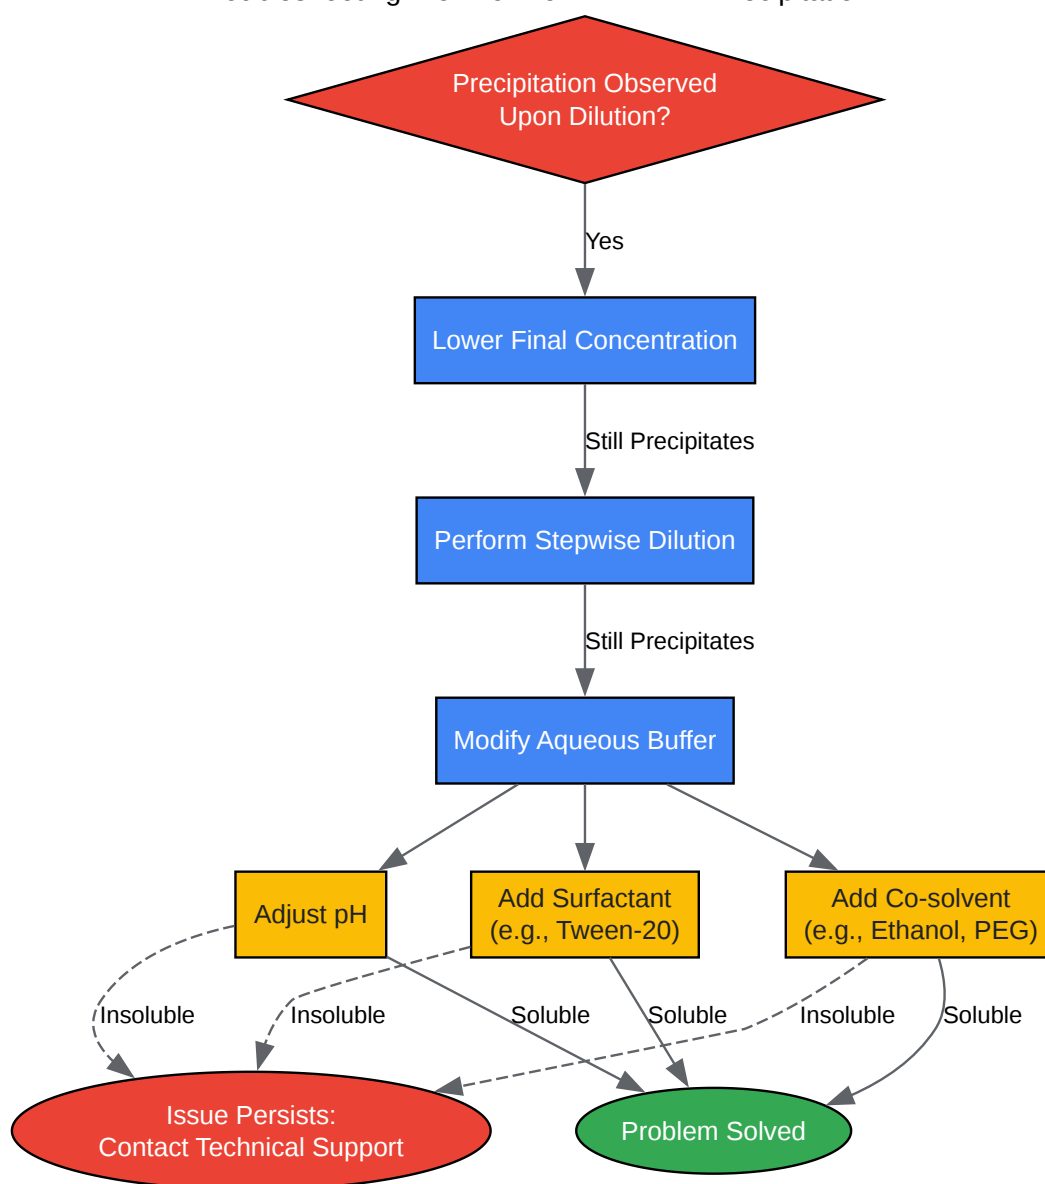 Precipitation Observed
Upon Dilution?
Yes
Lower Final Concentration
Still Precipitates
Perform Stepwise Dilution
Still Precipitates
Modify Aqueous Buffer
Adjust pH
Add Surfactant
(e.g., Tween-20)
Add Co-solvent
(e.g., Ethanol, PEG)
Insoluble
Insoluble
Soluble
Soluble
Insoluble
Soluble
Issue Persists:
Contact Technical Support
Problem Solved